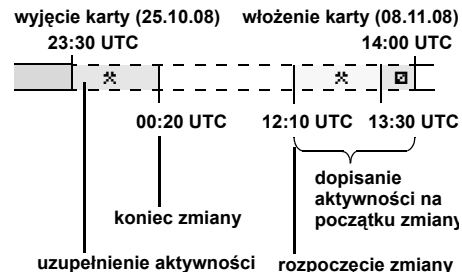 wyjęcie karty (25.10.08) włożenie karty (08.11.08)
23:30 UTC 14:00 UTC
00:20 UTC 12:10 UTC 13:30 UTC
dopisanie
aktywności na
początku zmiany
koniec zmiany
uzupełnienie aktywności rozpoczęcie zmiany